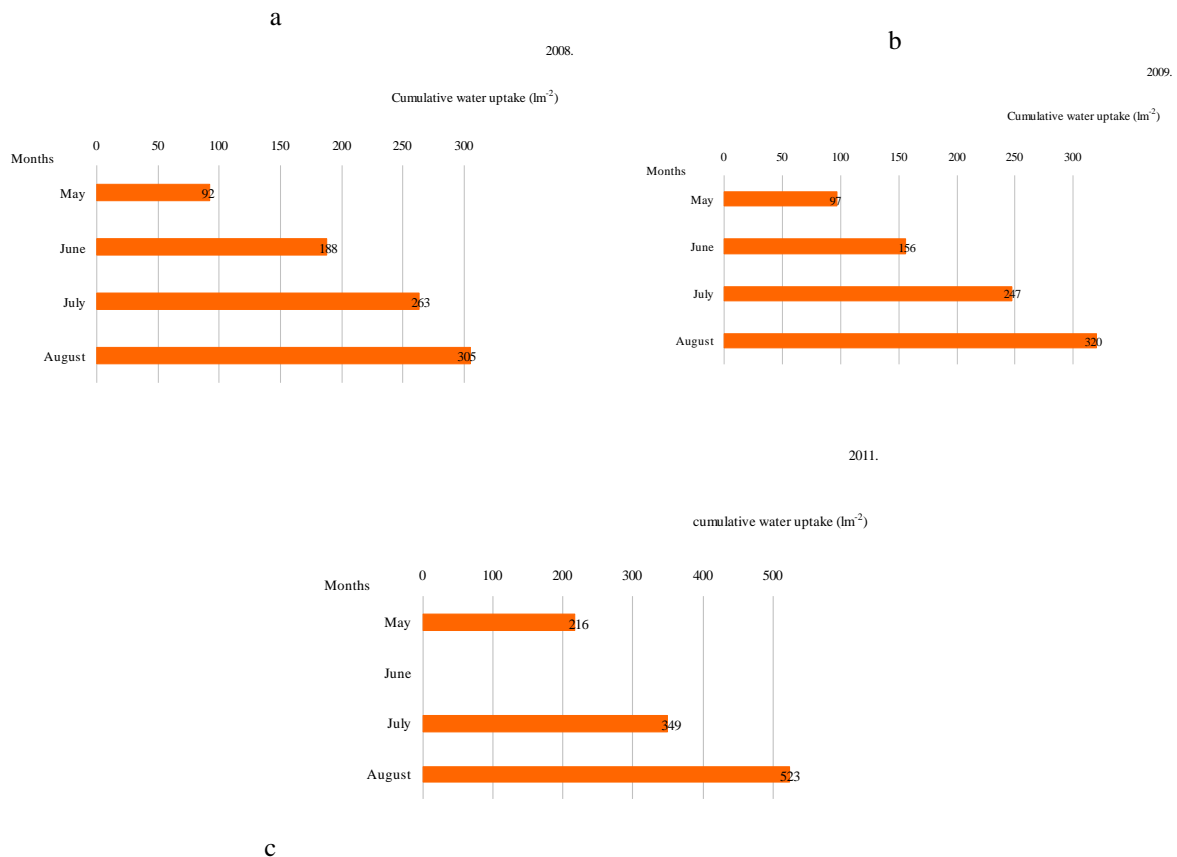 a
2008.
Cumulative water uptake (lm⁻²)
0 50 100 150 200 250 300
Months
May 92
June 188
July 263
August 305
b
2009.
Cumulative water uptake (lm⁻²)
0 50 100 150 200 250 300
Months
May 97
June 156
July 247
August 320
2011.
cumulative water uptake (lm⁻²)
0 100 200 300 400 500
Months
May 216
June
July 349
August 523
c